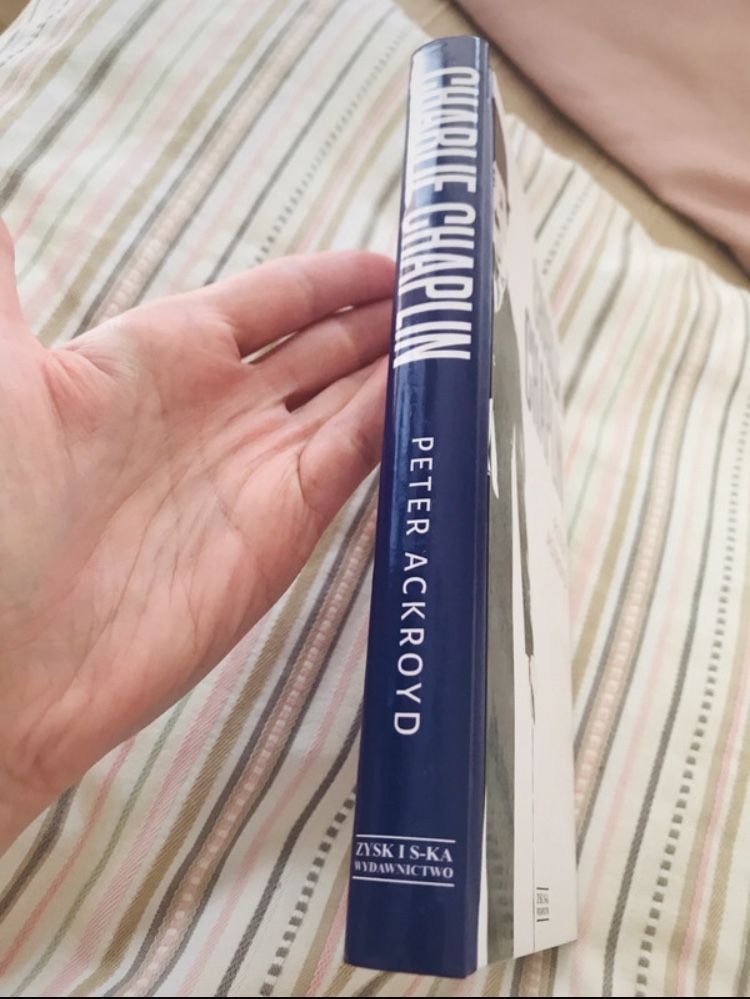 CHARLIE CHAPLIN
PETER ACKROYD
ZYSK I S-KA
WYDAWNICTWO